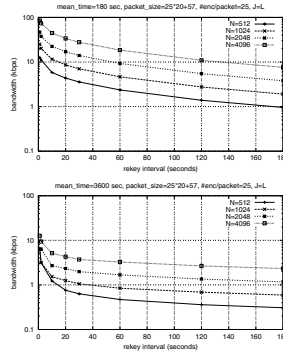 mean_time=180 sec, packet_size=25*20+57, #enc/packet=25, J=L
100
10
1
0.1
bandwidth (kbps)
N=512
N=1024
N=2048
N=4096
0 20 40 60 80 100 120 140 160 180
rekey interval (seconds)
mean_time=3600 sec, packet_size=25*20+57, #enc/packet=25, J=L
100
10
1
0.1
bandwidth (kbps)
N=512
N=1024
N=2048
N=4096
0 20 40 60 80 100 120 140 160 180
rekey interval (seconds)